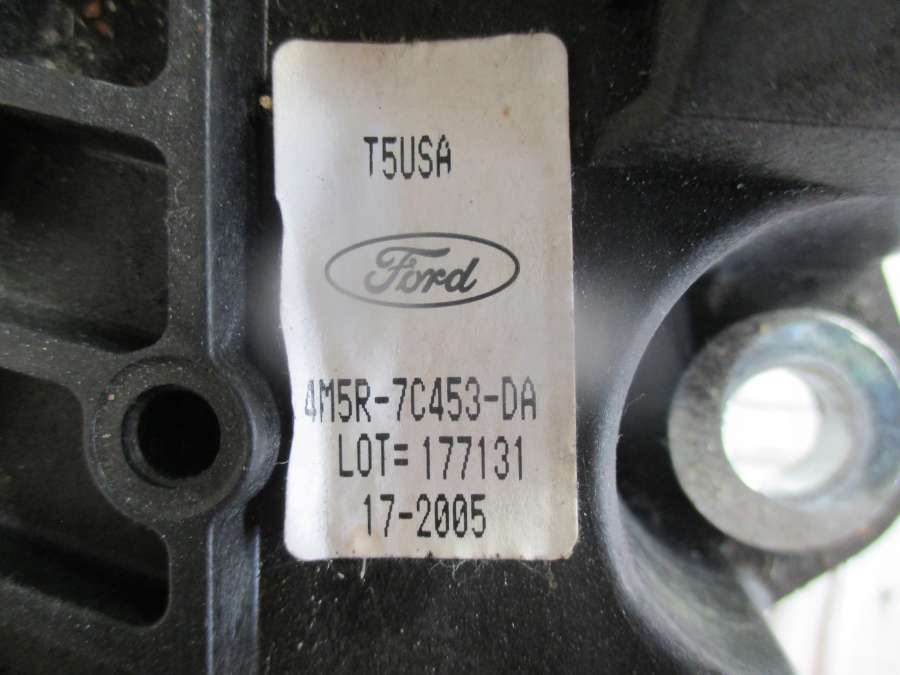 T5USA
Ford
4M5R-7C453-DA
LOT=177131
17-2005